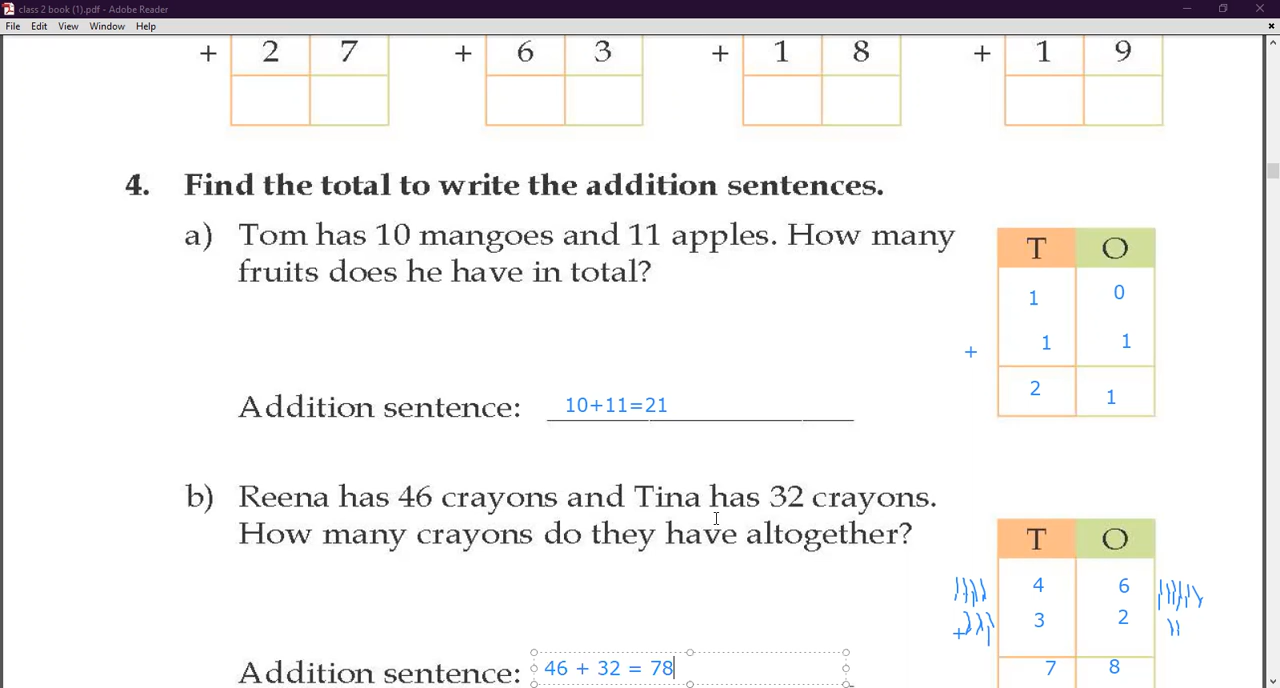 class 2 book (1).pdf - Adobe Reader
File Edit View Window Help
+ 2 7 + 6 3 + 1 8 + 1 9
4. Find the total to write the addition sentences.
a) Tom has 10 mangoes and 11 apples. How many
fruits does he have in total?
T O
1 0
+ 1 1
2 1
Addition sentence: 10+11=21
b) Reena has 46 crayons and Tina has 32 crayons.
How many crayons do they have altogether?
T O
4 6
+ 3 2
7 8
Addition sentence: 46 + 32 = 78